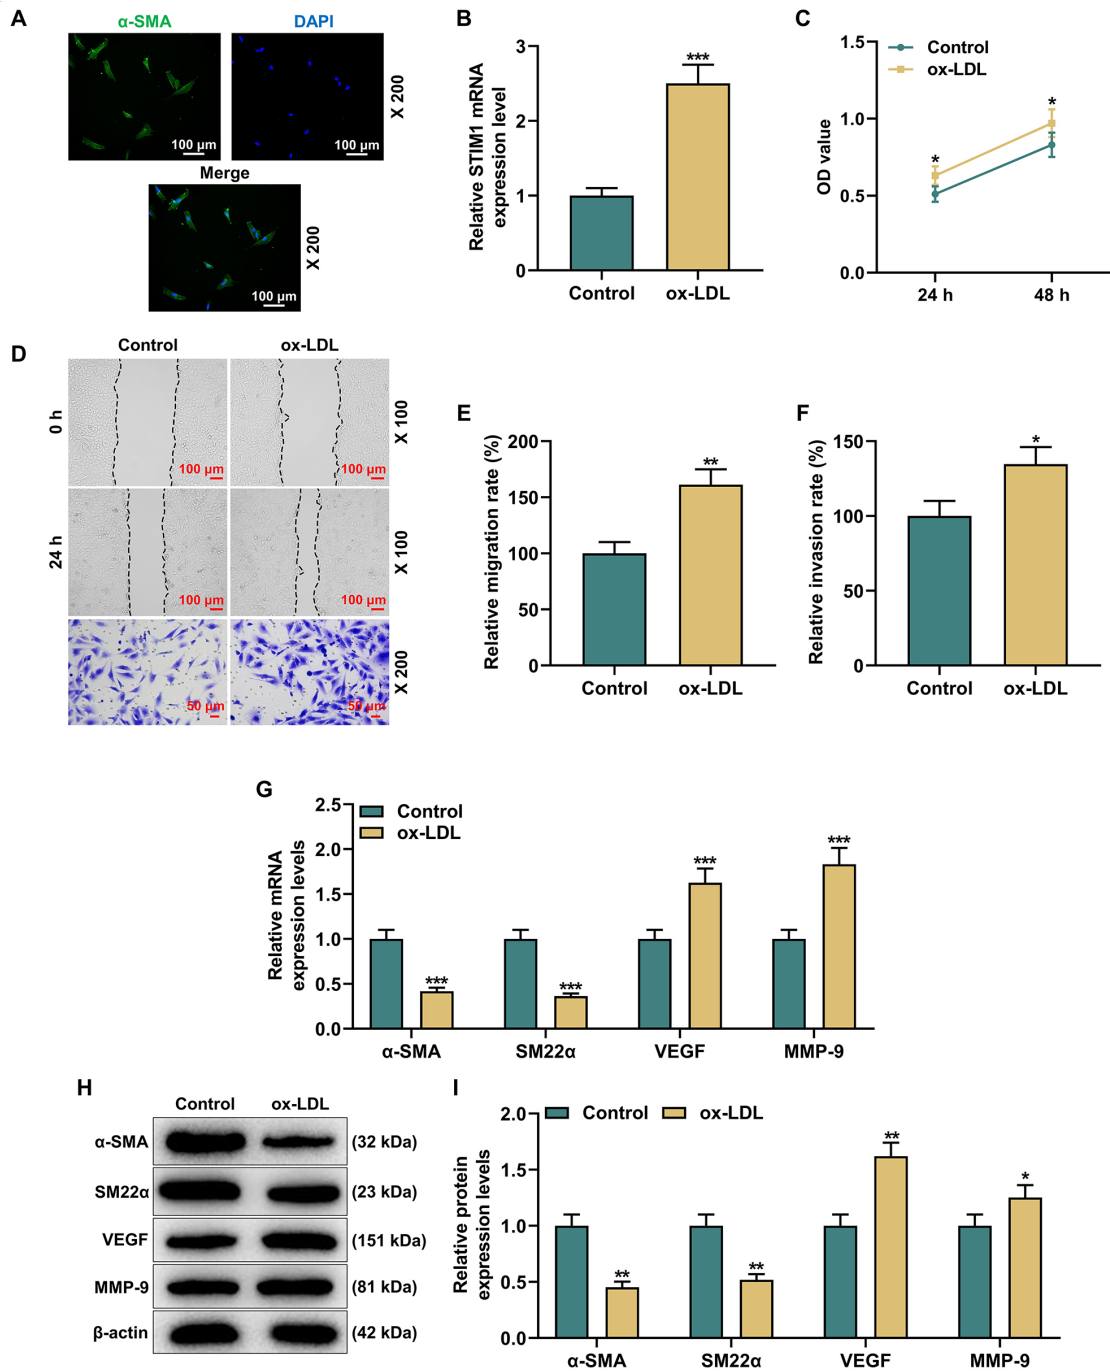 A
α-SMA
DAPI
100 µm
100 µm
X 200
Merge
100 µm
X 200
B
Relative STIM1 mRNA
expression level
3
2
1
0
***
Control
ox-LDL
C
OD value
1.5
1.0
0.5
0.0
Control
ox-LDL
*
*
24 h
48 h
D
Control
ox-LDL
0 h
100 µm
100 µm
X 100
24 h
100 µm
100 µm
X 100
50 µm
50 µm
X 200
E
Relative migration rate (%)
200
150
100
50
0
**
Control
ox-LDL
F
Relative invasion rate (%)
150
100
50
0
*
Control
ox-LDL
G
Relative mRNA
expression levels
2.5
2.0
1.5
1.0
0.5
0.0
Control
ox-LDL
***
***
***
***
α-SMA
SM22α
VEGF
MMP-9
H
Control
ox-LDL
α-SMA
(32 kDa)
SM22α
(23 kDa)
VEGF
(151 kDa)
MMP-9
(81 kDa)
β-actin
(42 kDa)
I
Relative protein
expression levels
2.0
1.5
1.0
0.5
0.0
Control
ox-LDL
**
**
**
*
α-SMA
SM22α
VEGF
MMP-9